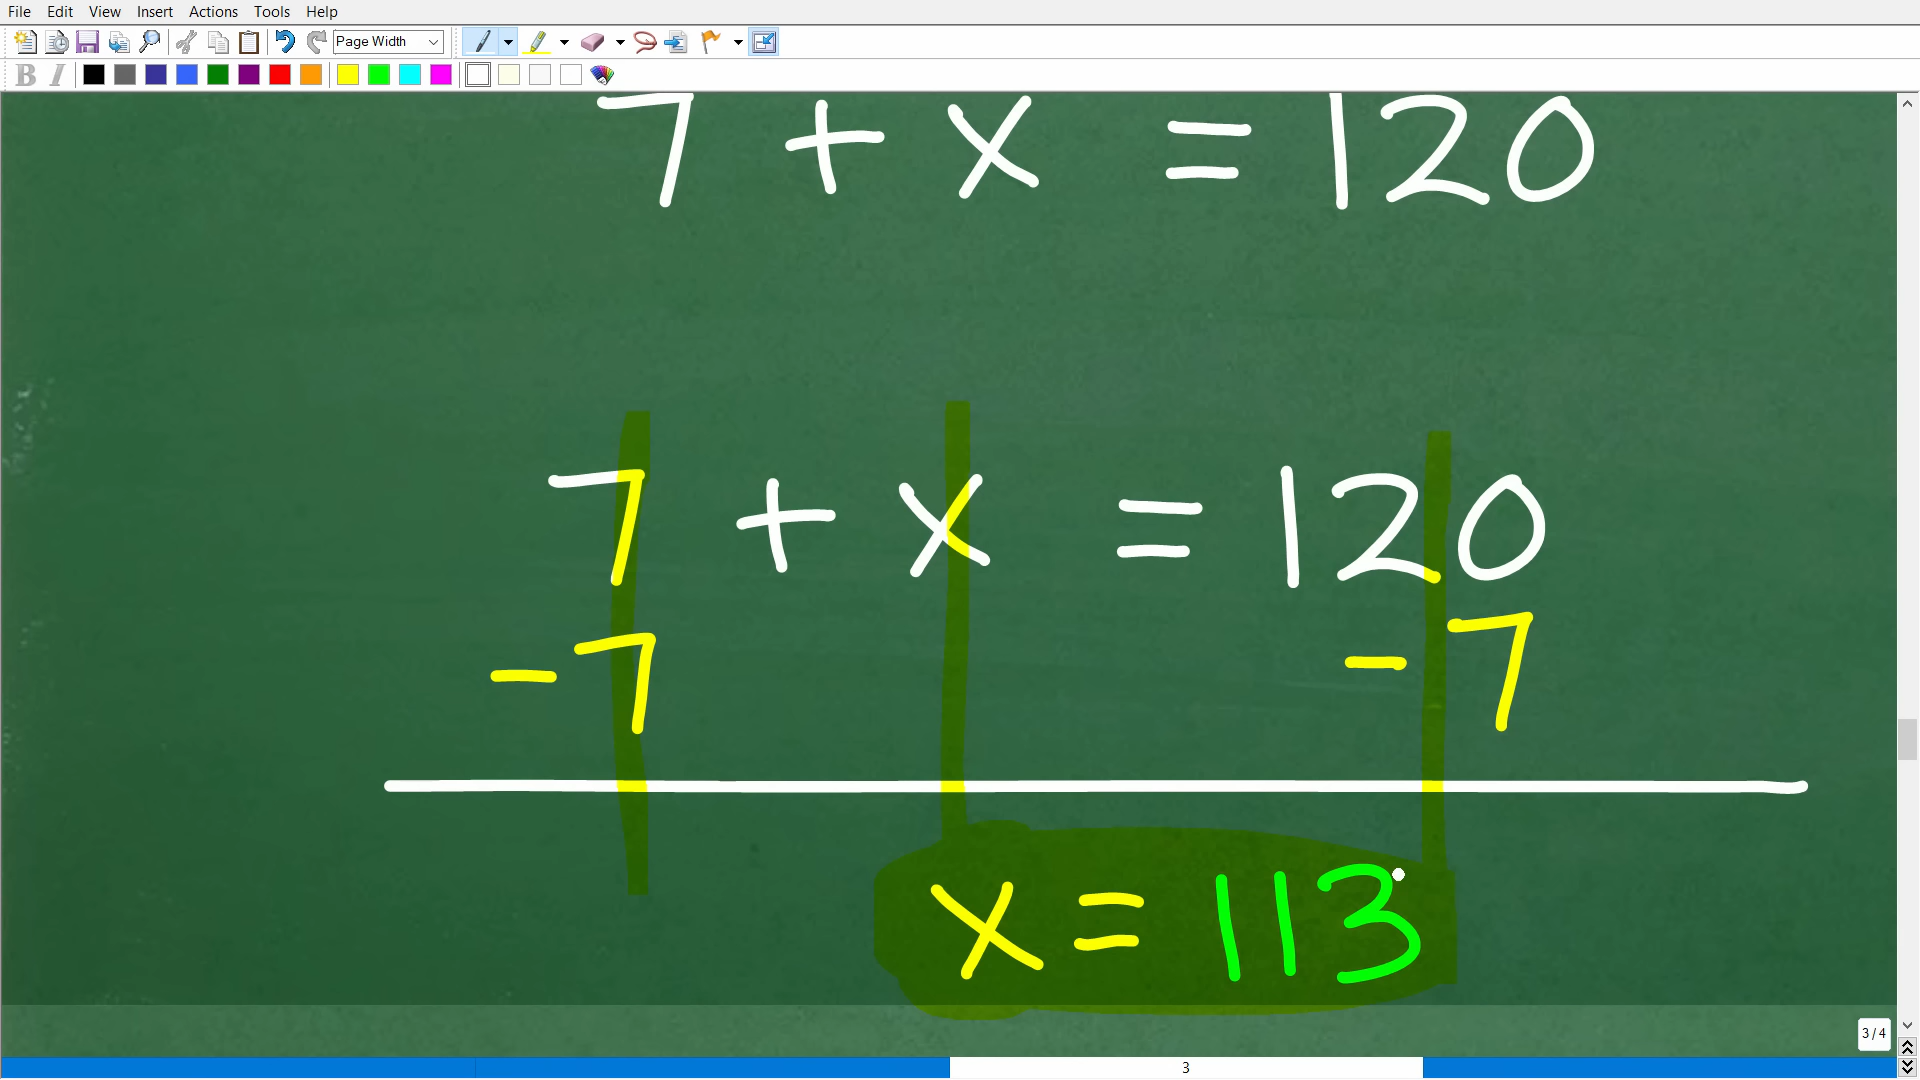 File Edit View Insert Actions Tools Help
Page Width
B I
7 + x = 120
7 + x = 120
- 7 - 7
x = 113
3 / 4
3